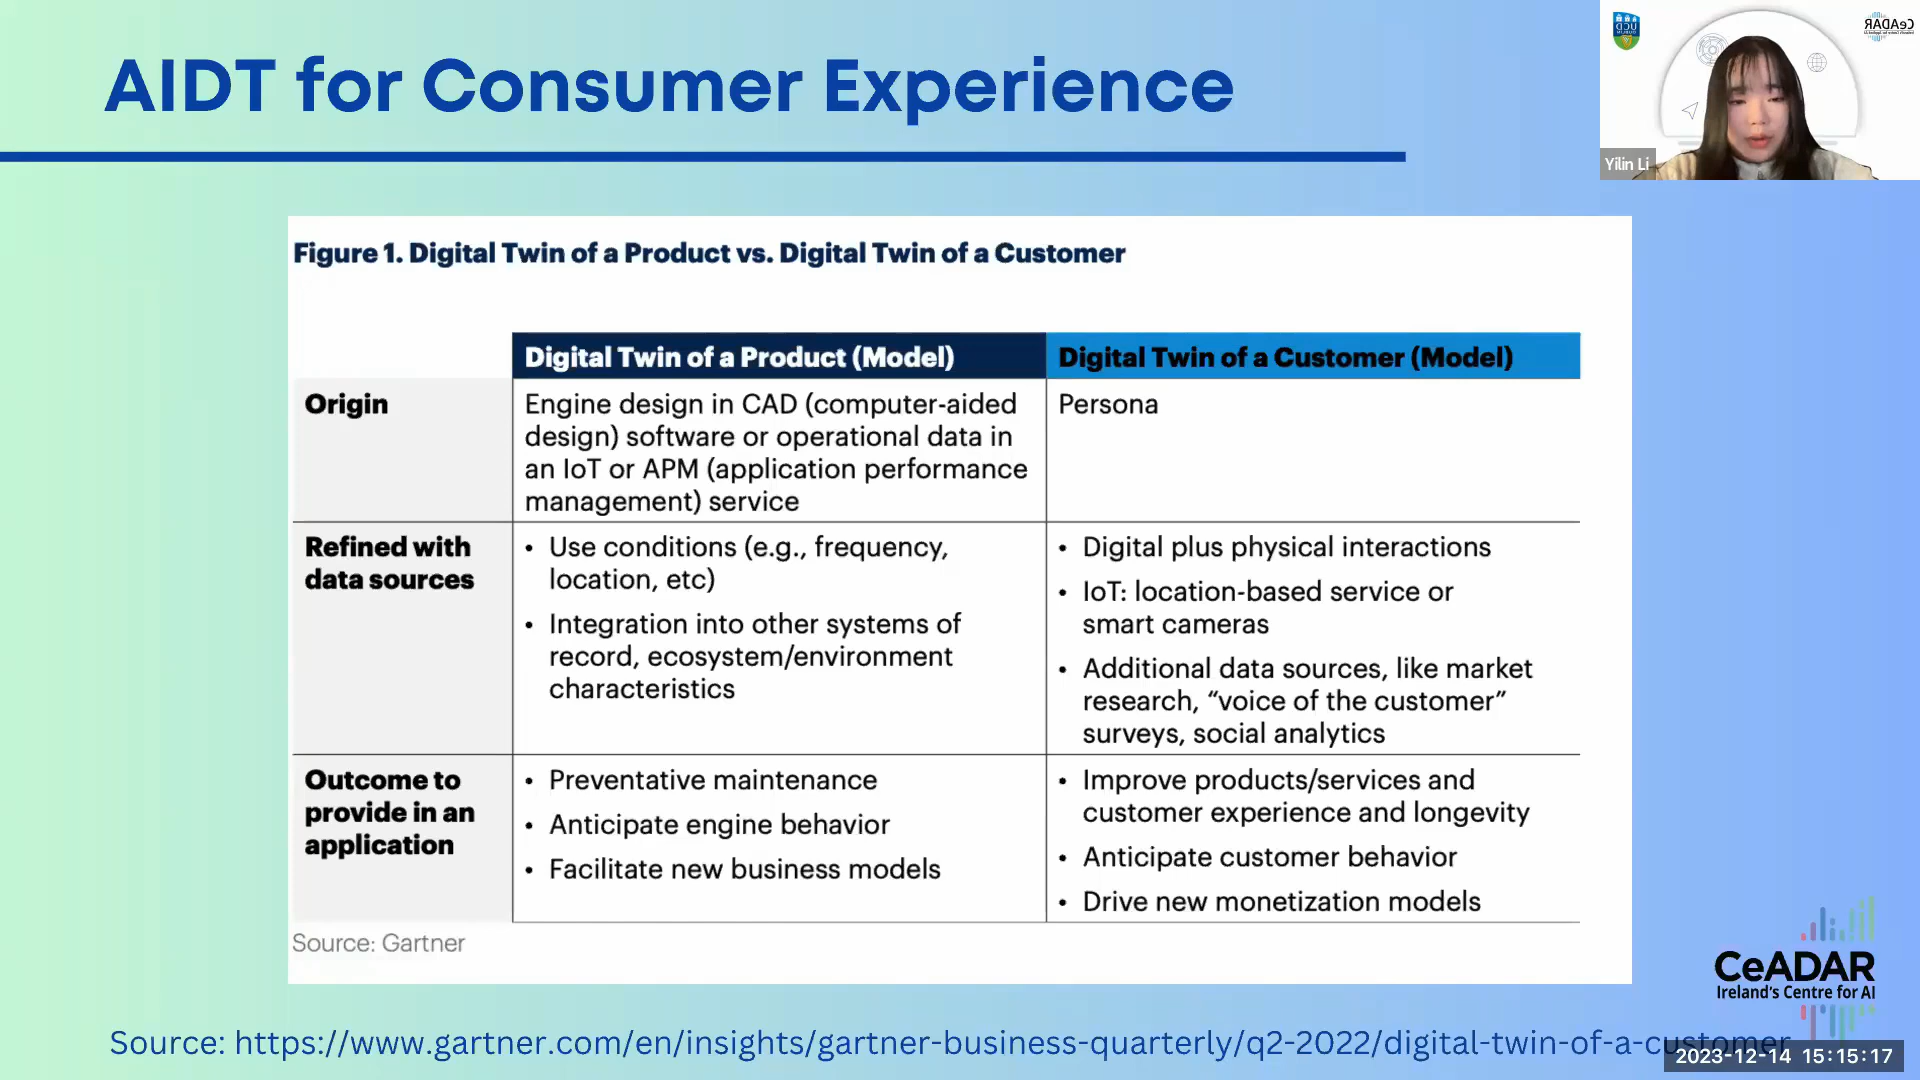 AIDT for Consumer Experience
UCD
DUBLIN
CeADAR
Yilin Li
Figure 1. Digital Twin of a Product vs. Digital Twin of a Customer
Digital Twin of a Product (Model)
Digital Twin of a Customer (Model)
Origin
Engine design in CAD (computer-aided
design) software or operational data in
an IoT or APM (application performance
management) service
Persona
Refined with
data sources
• Use conditions (e.g., frequency,
location, etc)
• Integration into other systems of
record, ecosystem/environment
characteristics
• Digital plus physical interactions
• IoT: location-based service or
smart cameras
• Additional data sources, like market
research, “voice of the customer”
surveys, social analytics
Outcome to
provide in an
application
• Preventative maintenance
• Anticipate engine behavior
• Facilitate new business models
• Improve products/services and
customer experience and longevity
• Anticipate customer behavior
• Drive new monetization models
Source: Gartner
CeADAR
Ireland's Centre for AI
Source: https://www.gartner.com/en/insights/gartner-business-quarterly/q2-2022/digital-twin-of-a-customer
2023-12-14 15:15:17